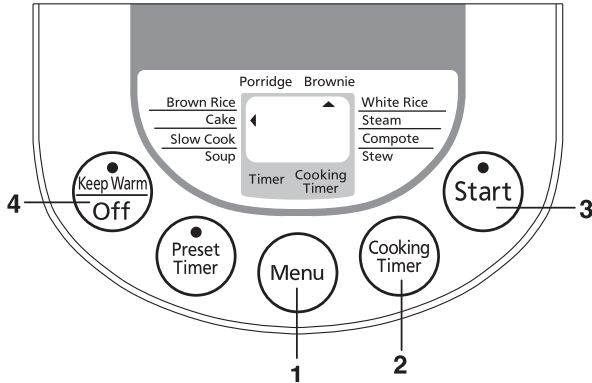 Porridge Brownie
Brown Rice
Cake
Slow Cook
Soup
White Rice
Steam
Compote
Stew
Timer Cooking
Timer
Keep Warm
Off
Preset
Timer
Menu
Cooking
Timer
Start
4
3
1
2